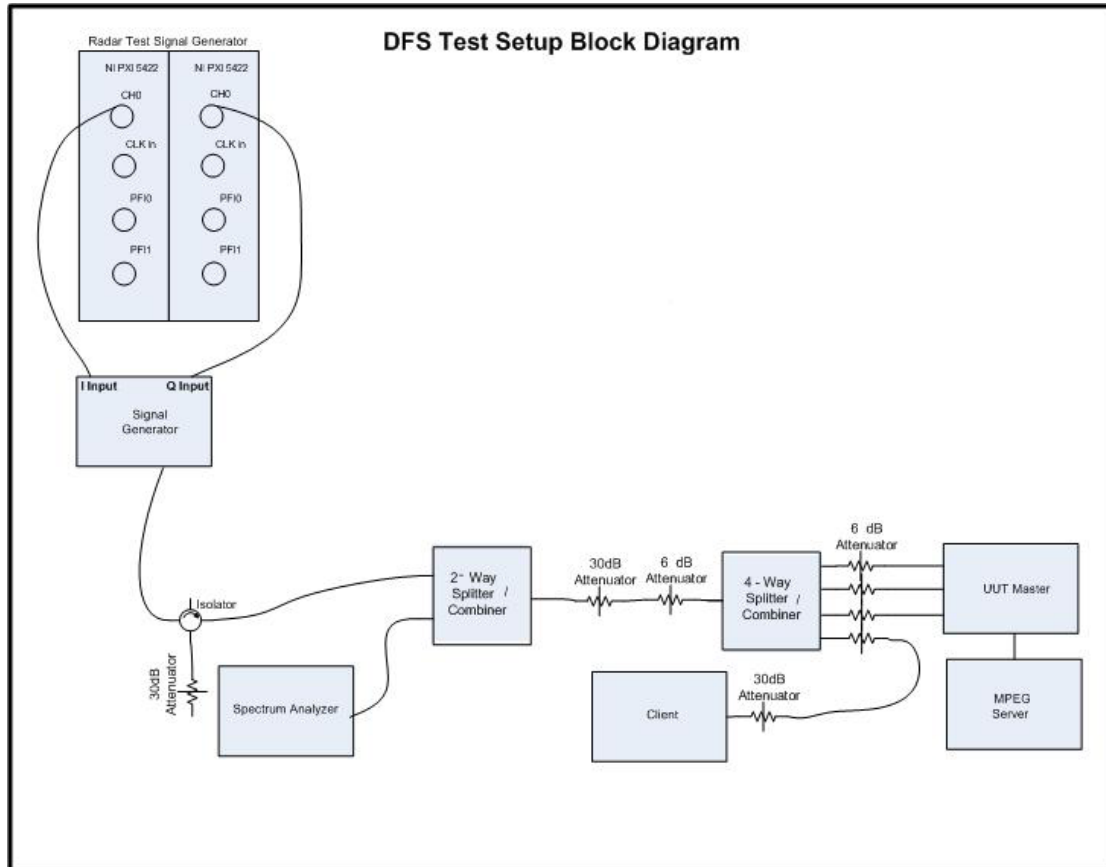 DFS Test Setup Block Diagram
Radar Test Signal Generator
NI PXI 5422
NI PXI 5422
CH0
CH0
CLK In
CLK In
PFI0
PFI0
PFI1
PFI1
I Input
Q Input
Signal
Generator
Isolator
30dB
Attenuator
Spectrum Analyzer
2- Way
Splitter /
Combiner
30dB
Attenuator
6 dB
Attenuator
4 - Way
Splitter /
Combiner
6 dB
Attenuator
UUT Master
MPEG
Server
30dB
Attenuator
Client